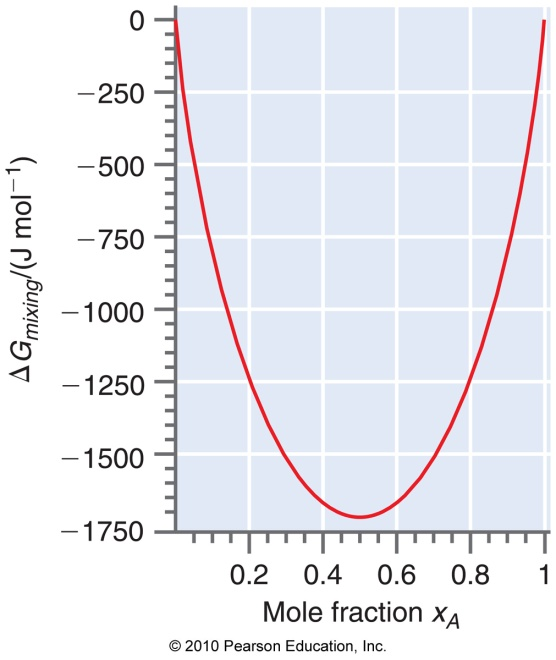 0
−250
−500
−750
−1000
−1250
−1500
−1750
ΔG_mixing/(J mol⁻¹)
0.2 0.4 0.6 0.8 1
Mole fraction x_A
© 2010 Pearson Education, Inc.